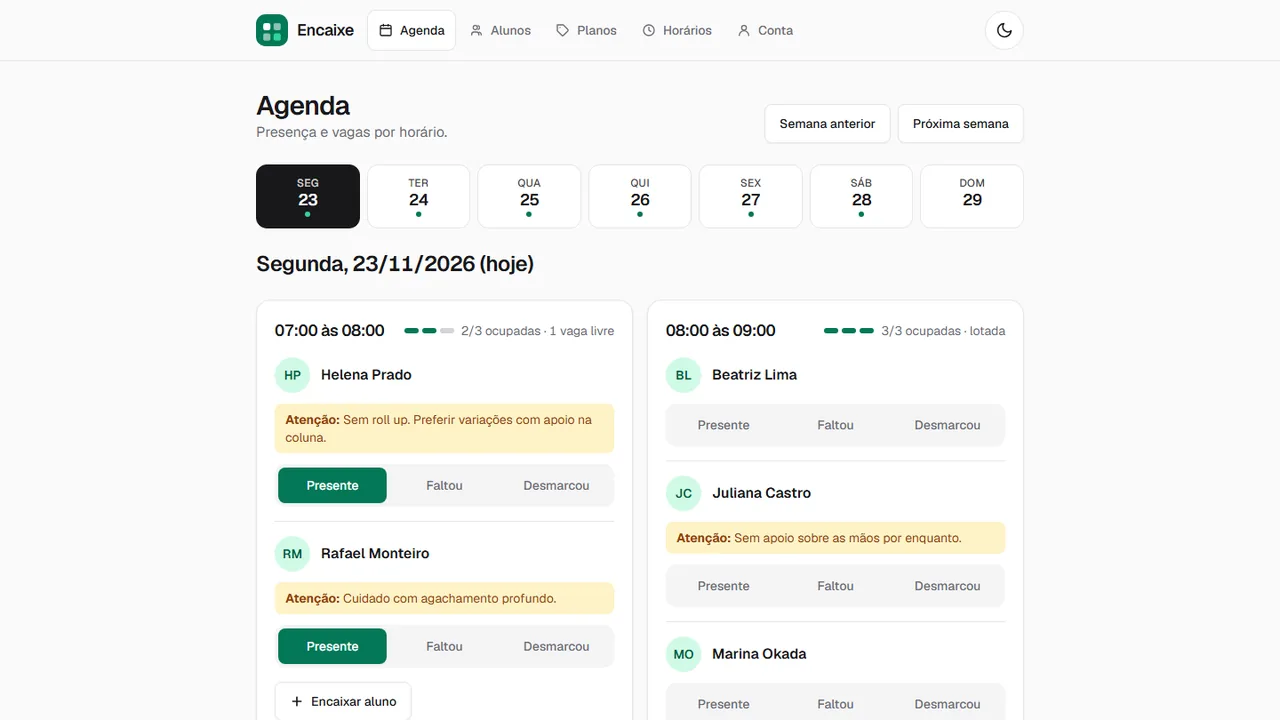 Encaixe
Agenda
Alunos
Planos
Horários
Conta
Agenda
Presença e vagas por horário.
Semana anterior
Próxima semana
SEG
23
TER
24
QUA
25
QUI
26
SEX
27
SÁB
28
DOM
29
Segunda, 23/11/2026 (hoje)
07:00 às 08:00
2/3 ocupadas · 1 vaga livre
HP
Helena Prado
Atenção: Sem roll up. Preferir variações com apoio na
coluna.
Presente
Faltou
Desmarcou
RM
Rafael Monteiro
Atenção: Cuidado com agachamento profundo.
Presente
Faltou
Desmarcou
+ Encaixar aluno
08:00 às 09:00
3/3 ocupadas · lotada
BL
Beatriz Lima
Presente
Faltou
Desmarcou
JC
Juliana Castro
Atenção: Sem apoio sobre as mãos por enquanto.
Presente
Faltou
Desmarcou
MO
Marina Okada
Presente
Faltou
Desmarcou